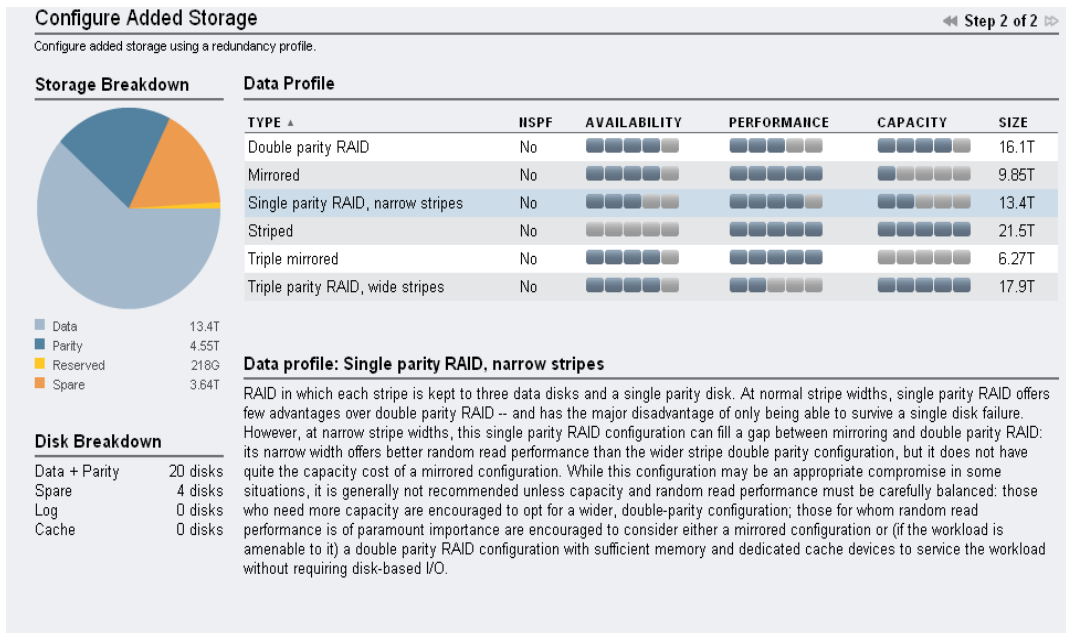 Configure Added Storage
Step 2 of 2
Configure added storage using a redundancy profile.
Storage Breakdown
Data 13.4T
Parity 4.55T
Reserved 218G
Spare 3.64T
Disk Breakdown
Data + Parity 20 disks
Spare 4 disks
Log 0 disks
Cache 0 disks
Data Profile
TYPE ▲ NSPF AVAILABILITY PERFORMANCE CAPACITY SIZE
Double parity RAID No 16.1T
Mirrored No 9.85T
Single parity RAID, narrow stripes No 13.4T
Striped No 21.5T
Triple mirrored No 6.27T
Triple parity RAID, wide stripes No 17.9T
Data profile: Single parity RAID, narrow stripes
RAID in which each stripe is kept to three data disks and a single parity disk. At normal stripe widths, single parity RAID offers
few advantages over double parity RAID -- and has the major disadvantage of only being able to survive a single disk failure.
However, at narrow stripe widths, this single parity RAID configuration can fill a gap between mirroring and double parity RAID:
its narrow width offers better random read performance than the wider stripe double parity configuration, but it does not have
quite the capacity cost of a mirrored configuration. While this configuration may be an appropriate compromise in some
situations, it is generally not recommended unless capacity and random read performance must be carefully balanced: those
who need more capacity are encouraged to opt for a wider, double-parity configuration; those for whom random read
performance is of paramount importance are encouraged to consider either a mirrored configuration or (if the workload is
amenable to it) a double parity RAID configuration with sufficient memory and dedicated cache devices to service the workload
without requiring disk-based I/O.